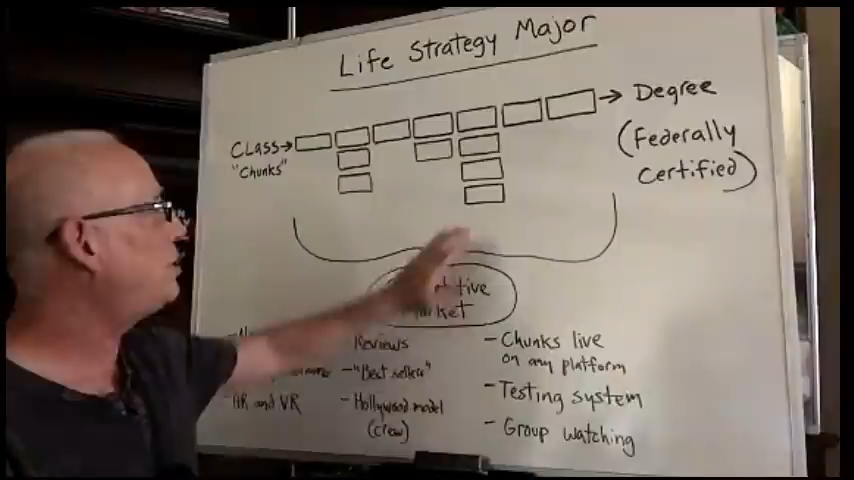 Life Strategy Major
CLASS → → Degree
"Chunks"
(Federally
Certified)
Reviews
- "Best sellers"
- Hollywood model
(crew)
AR and VR
- Chunks live
on any platform
- Testing system
- Group watching